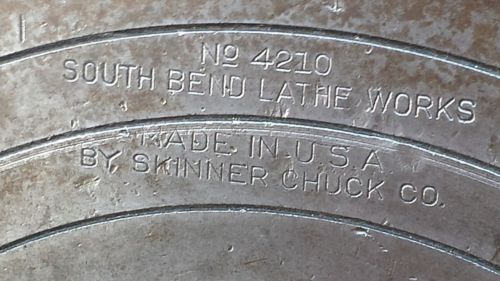 Nº 4210
SOUTH BEND LATHE WORKS
MADE IN U.S.A.
BY SKINNER CHUCK CO.